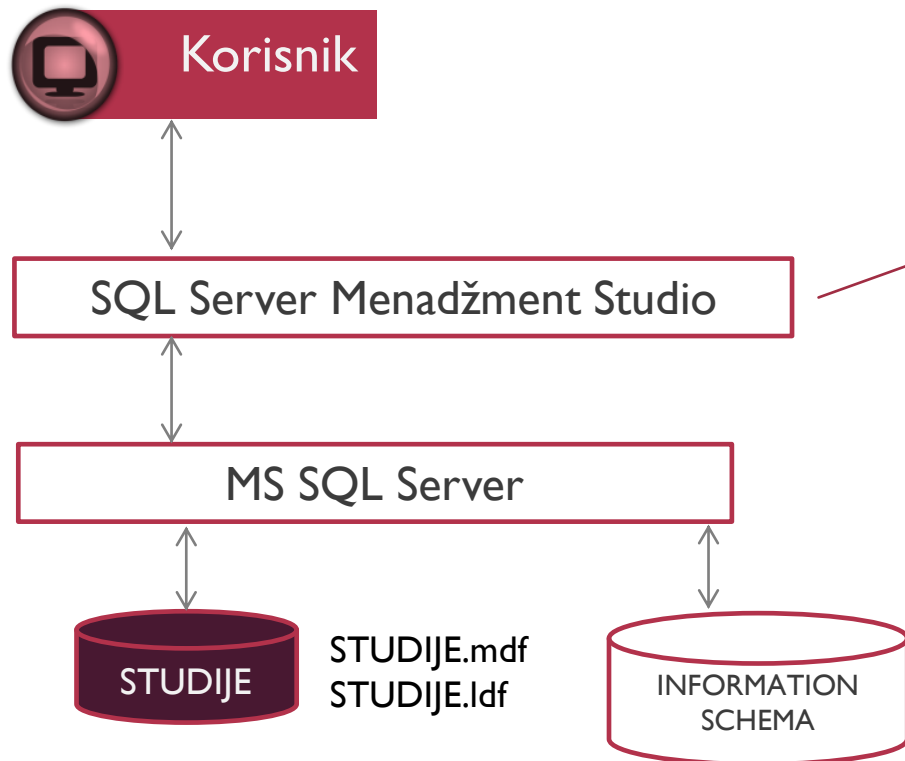 Korisnik
SQL Server Menadžment Studio
MS SQL Server
STUDIJE
STUDIJE.mdf
STUDIJE.ldf
INFORMATION
SCHEMA